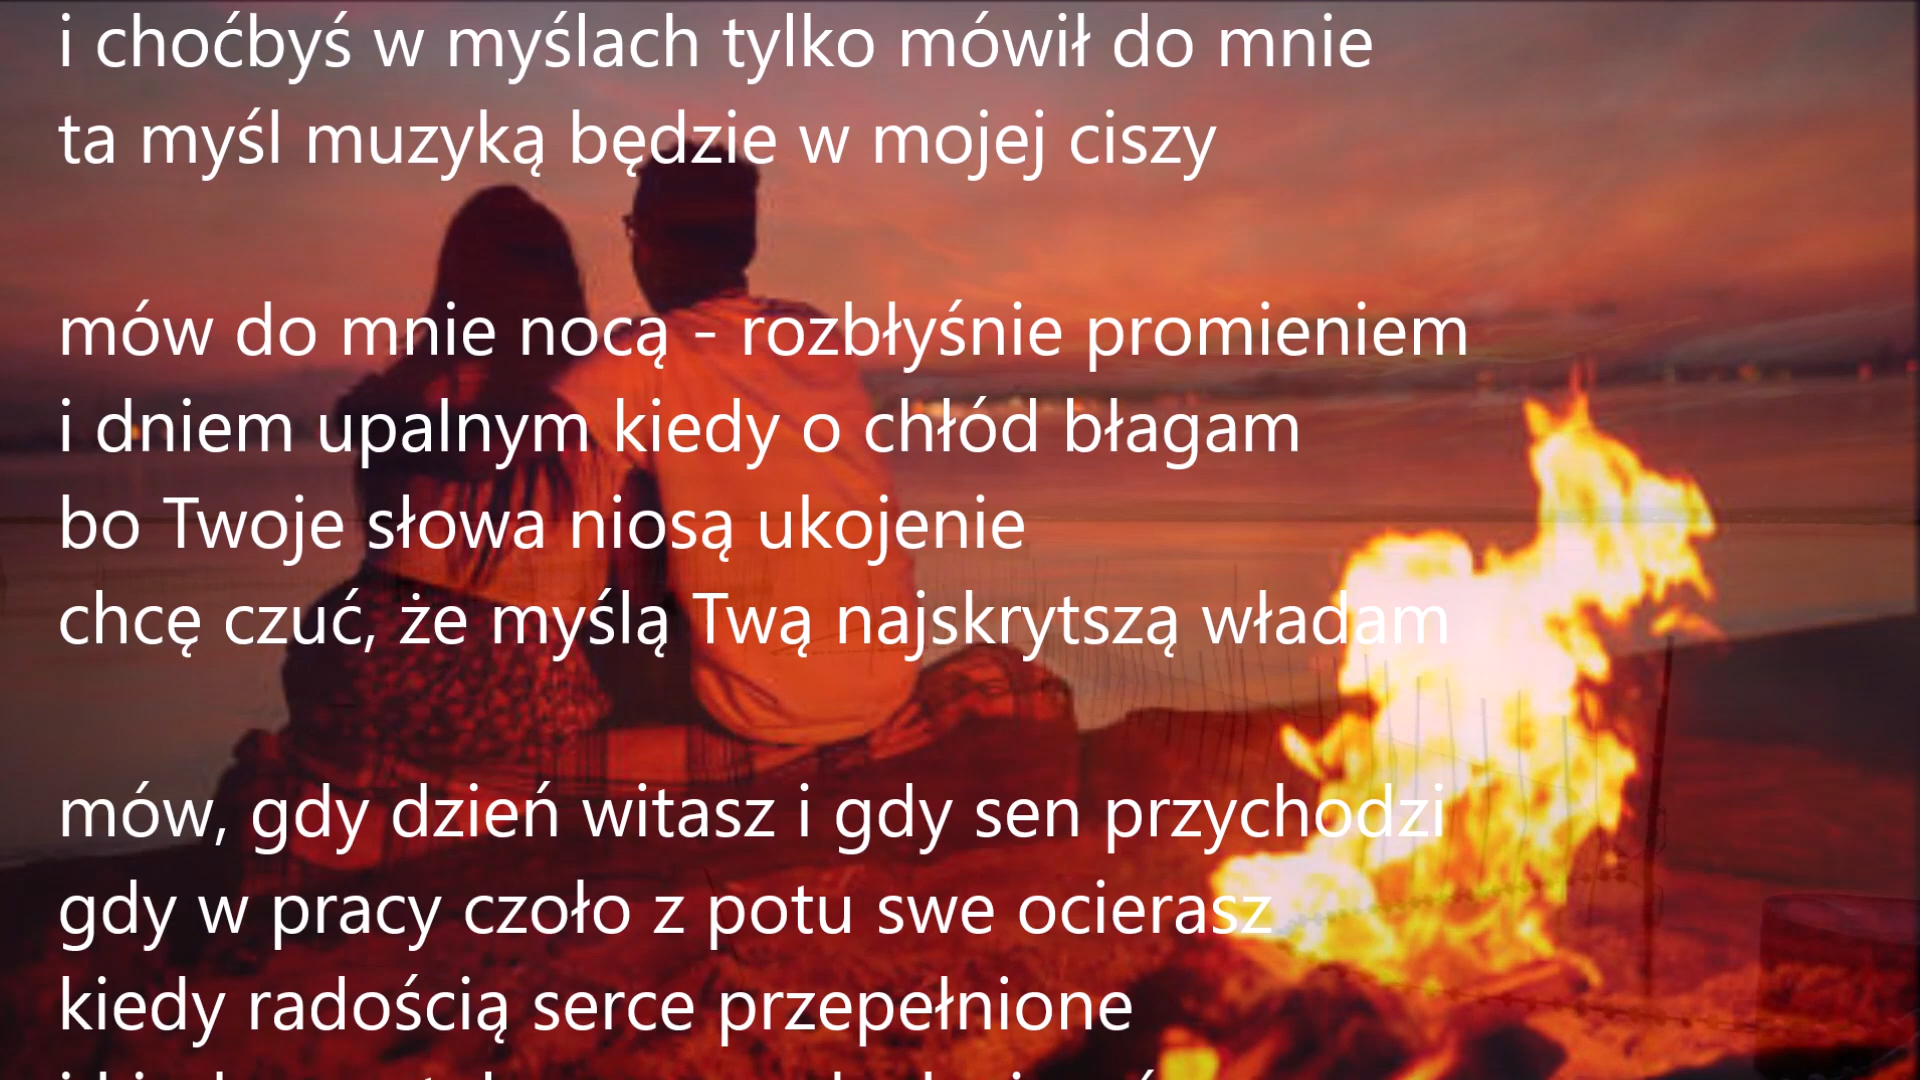 i choćbyś w myślach tylko mówił do mnie
ta myśl muzyką będzie w mojej ciszy
mów do mnie nocą - rozbłyśnie promieniem
i dniem upalnym kiedy o chłód błagam
bo Twoje słowa niosą ukojenie
chcę czuć, że myślą Twą najskrytszą władam
mów, gdy dzień witasz i gdy sen przychodzi
gdy w pracy czoło z potu swe ocierasz
kiedy radością serce przepełnione